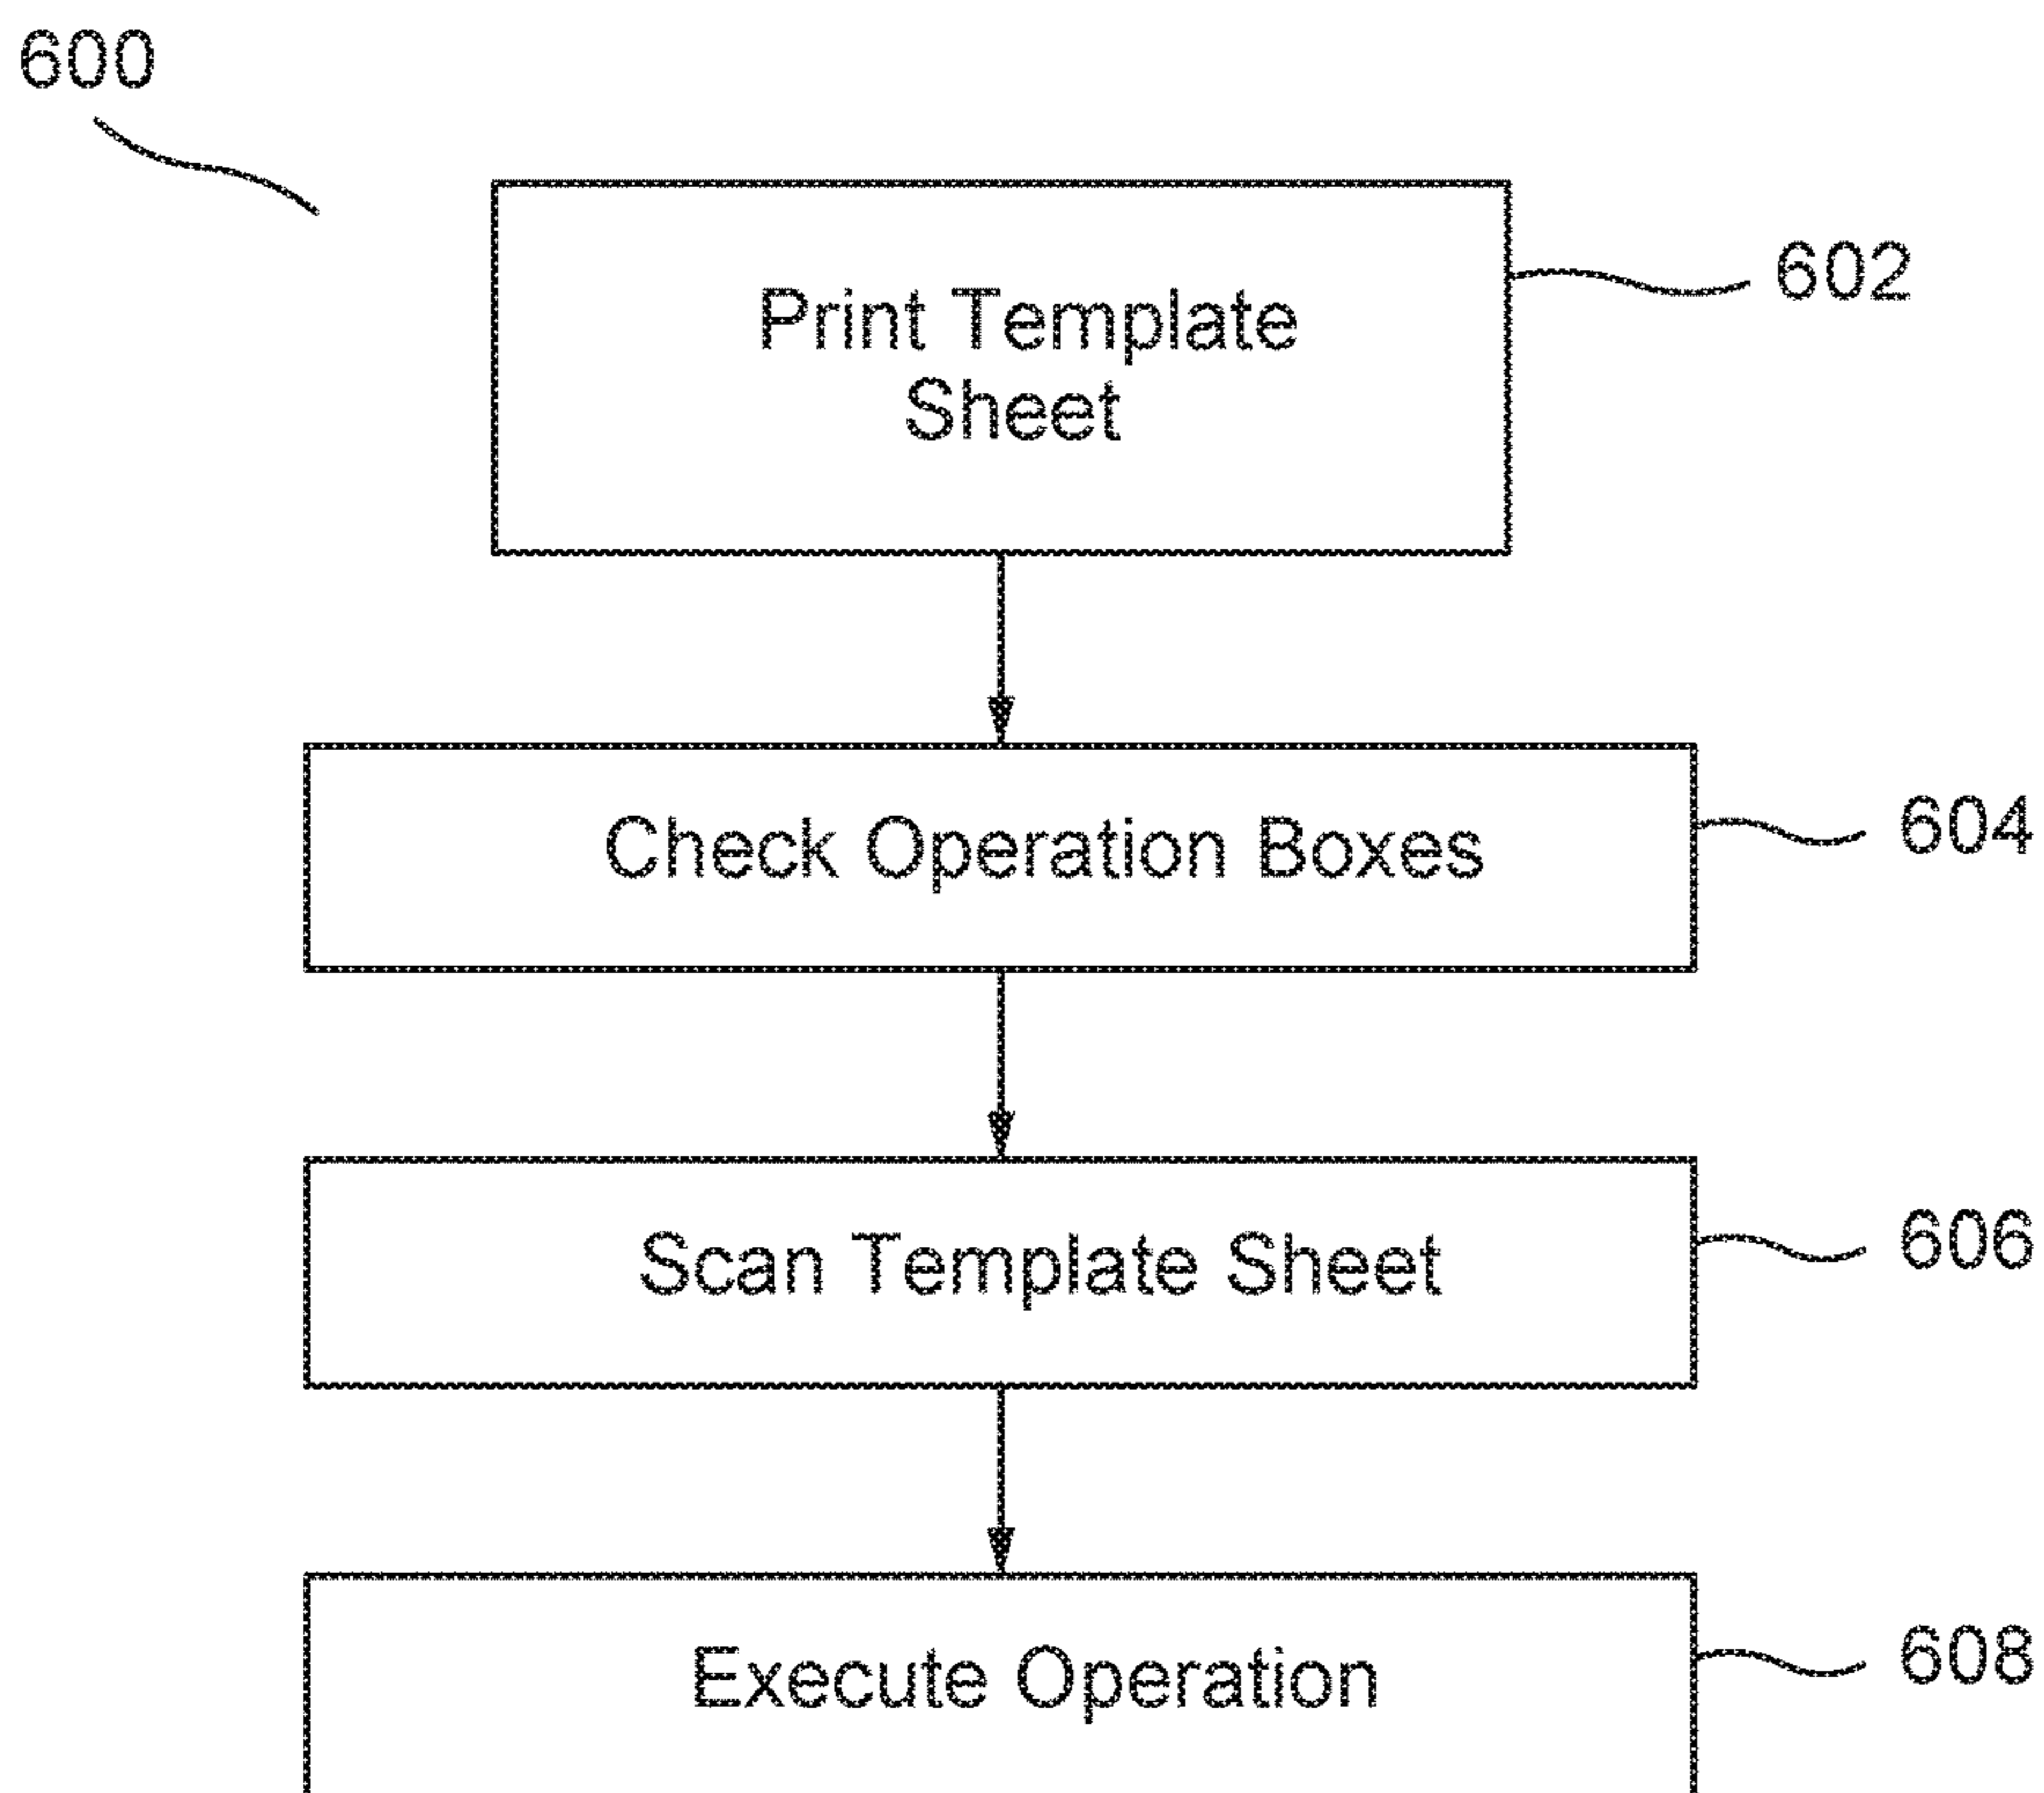 600
Print Template
Sheet
602
Check Operation Boxes
604
Scan Template Sheet
606
Execute Operation
608